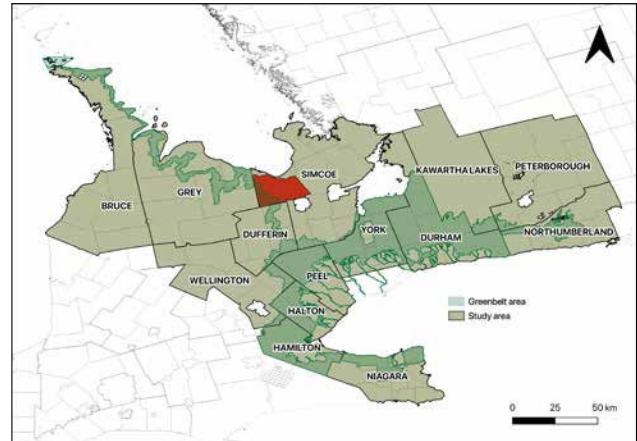 SIMCOE
KAWARTHA LAKES
PETERBOROUGH
BRUCE
GREY
DUFFERIN
YORK
DURHAM
NORTHUMBERLAND
WELLINGTON
PEEL
HALTON
HAMILTON
NIAGARA
Greenbelt area
Study area
0 25 50 km